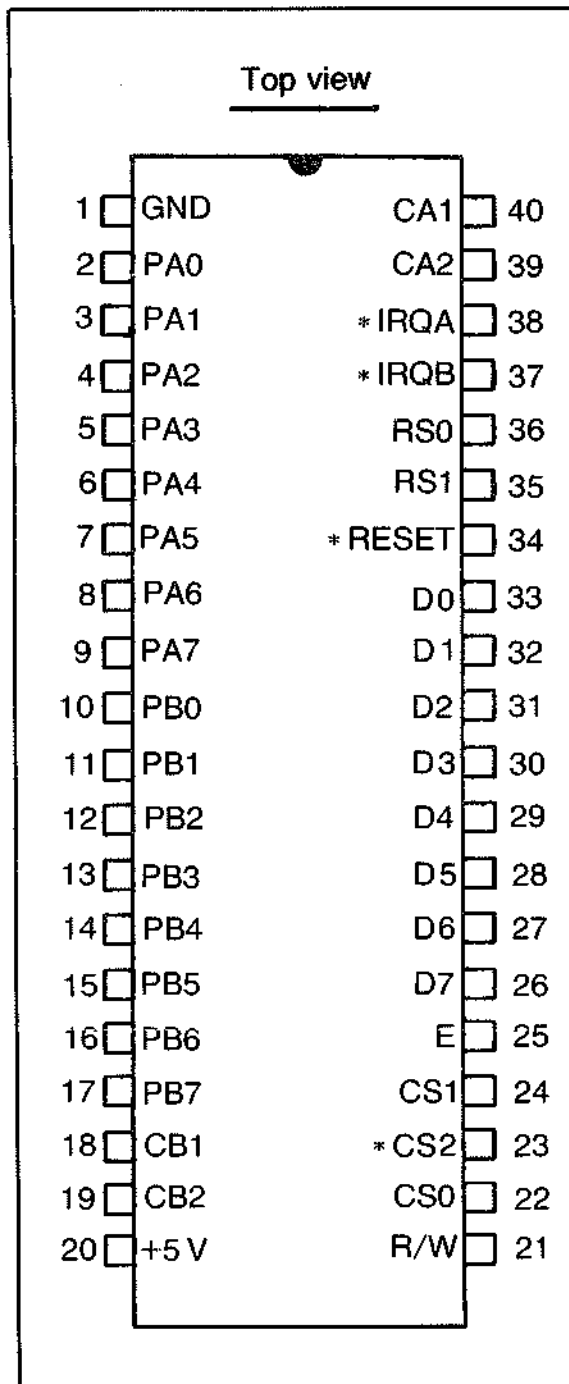 Top view
1 GND CA1 40
2 PA0 CA2 39
3 PA1 *IRQA 38
4 PA2 *IRQB 37
5 PA3 RS0 36
6 PA4 RS1 35
7 PA5 *RESET 34
8 PA6 D0 33
9 PA7 D1 32
10 PB0 D2 31
11 PB1 D3 30
12 PB2 D4 29
13 PB3 D5 28
14 PB4 D6 27
15 PB5 D7 26
16 PB6 E 25
17 PB7 CS1 24
18 CB1 *CS2 23
19 CB2 CS0 22
20 +5 V R/W 21